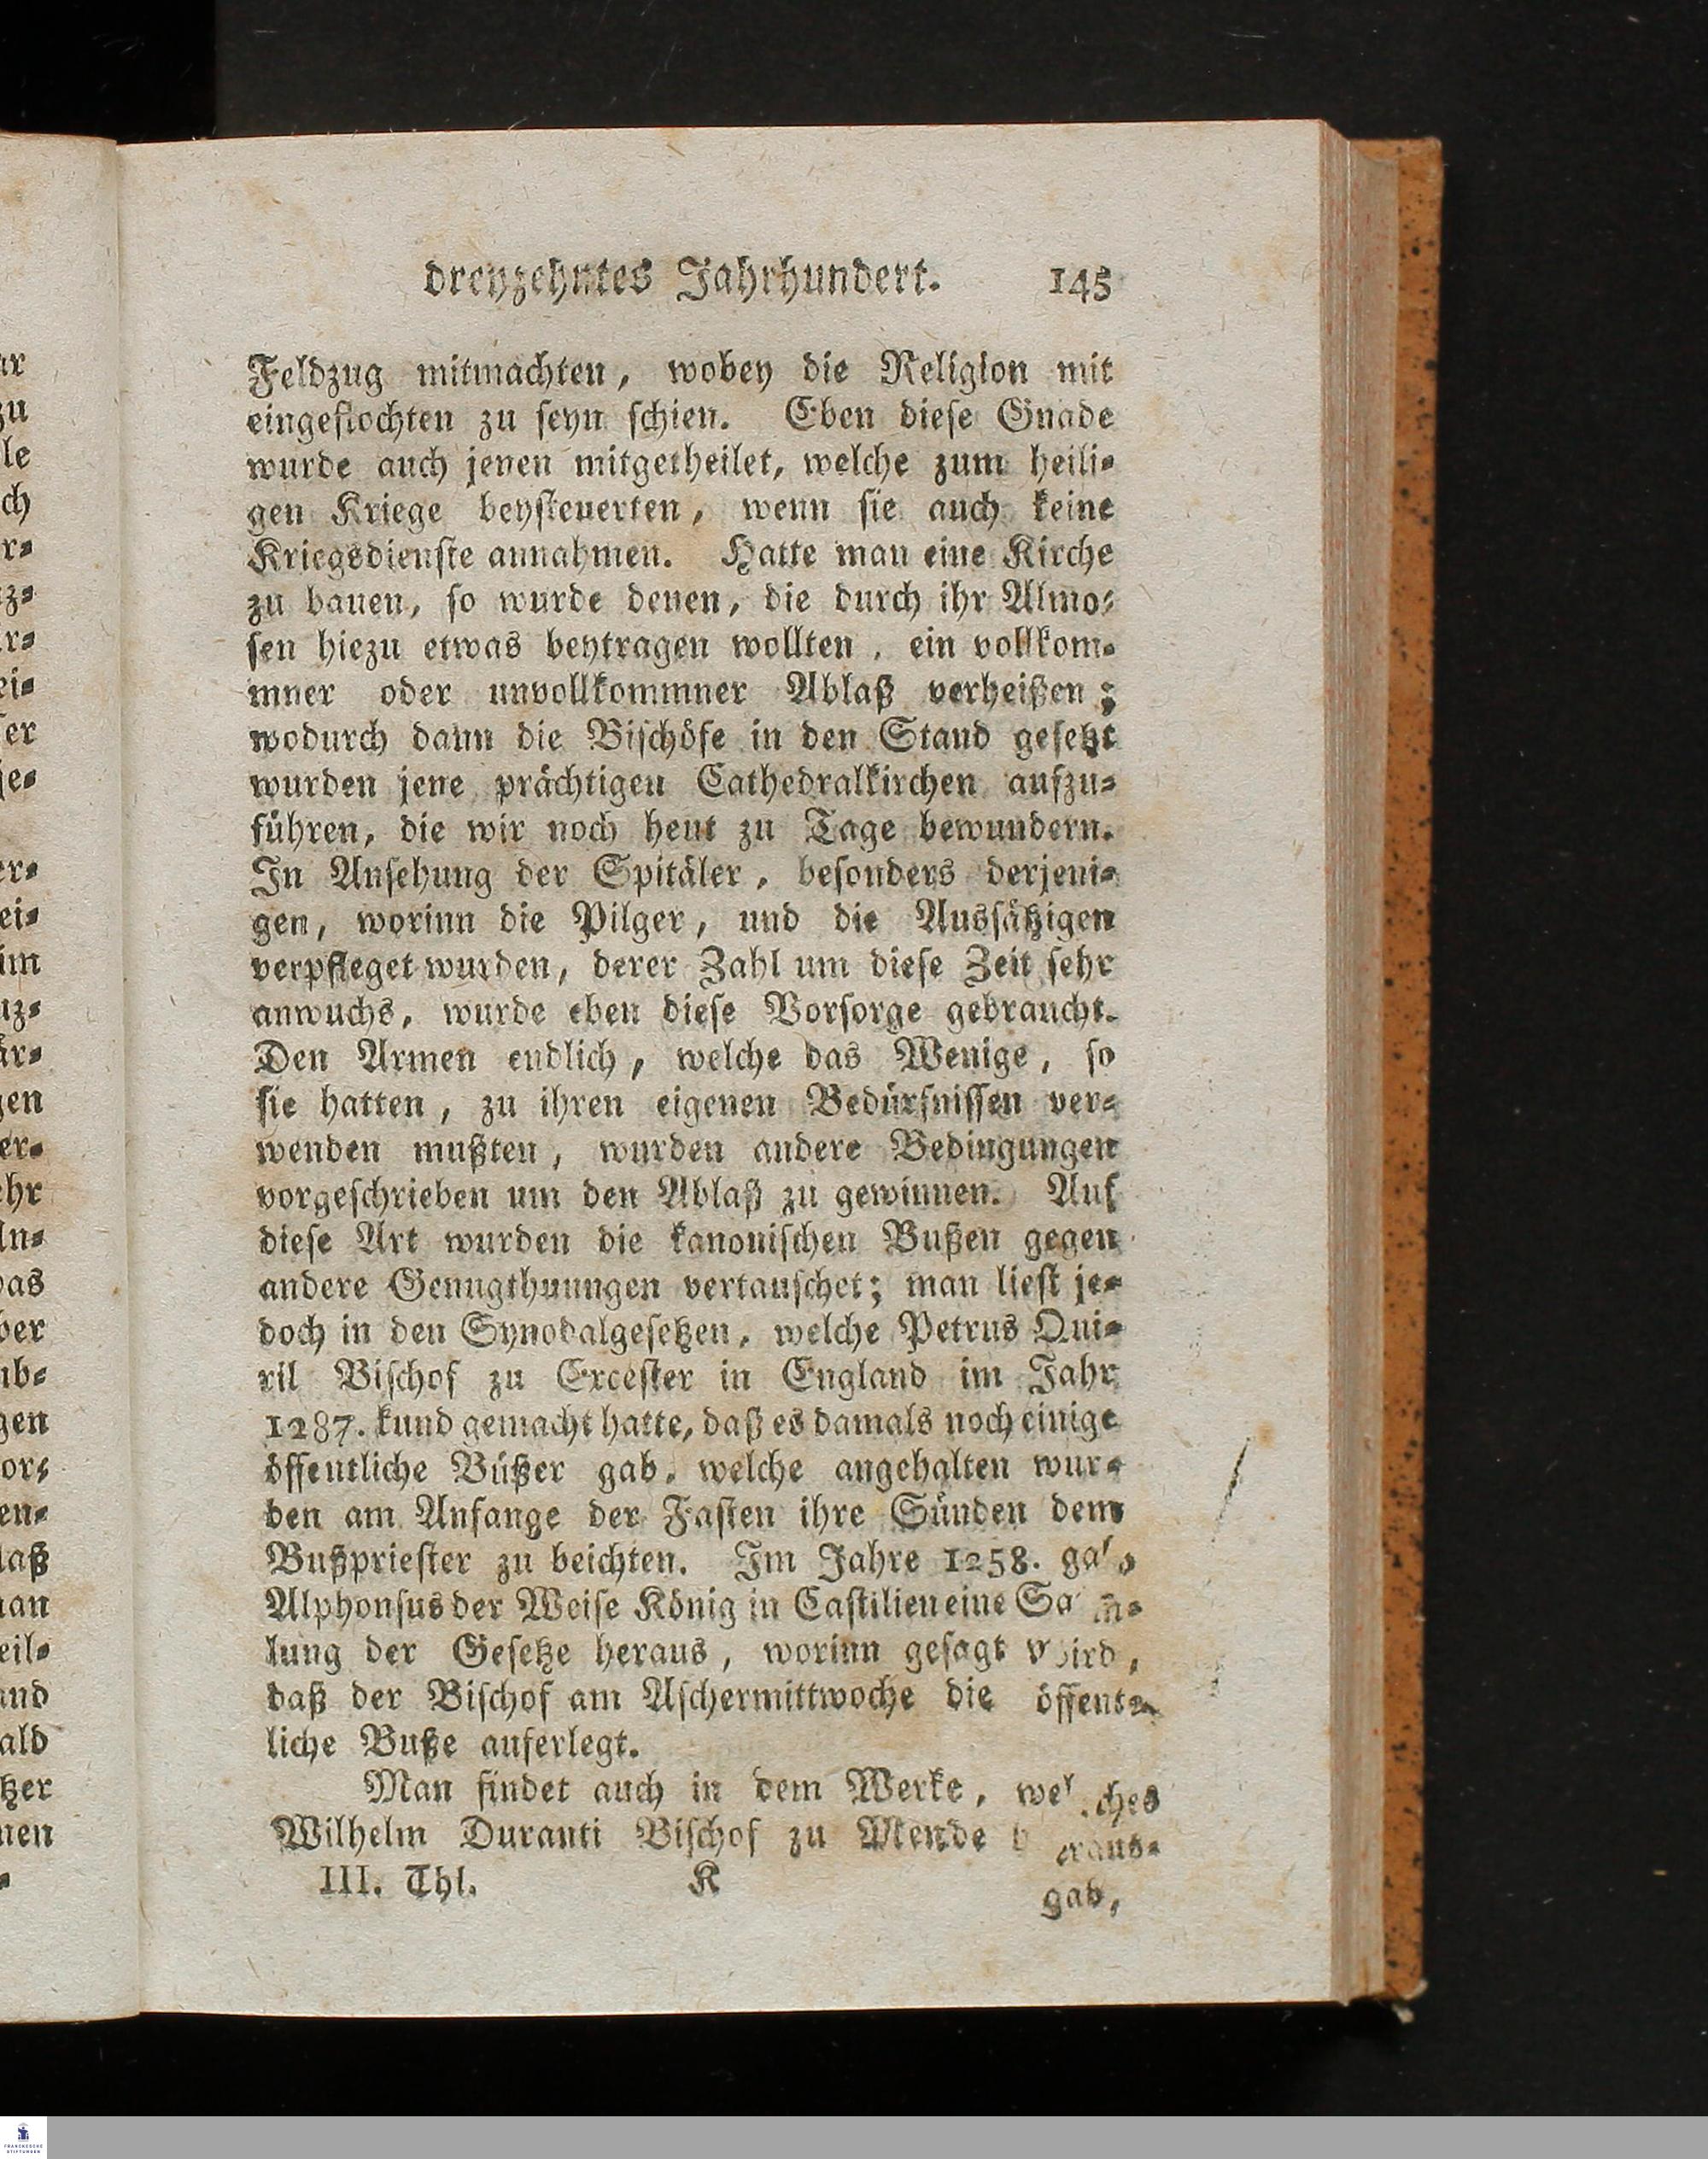 dreyzehntes Jahrhundert. 145
Feldzug mitmachten, wobey die Religion mit
eingeflochten zu seyn schien. Eben diese Gnade
wurde auch jenen mitgetheilet, welche zum heili-
gen Kriege beysteuerten, wenn sie auch keine
Kriegsdienste annahmen. Hatte man eine Kirche
zu bauen, so wurde denen, die durch ihr Almo-
sen hiezu etwas beytragen wollten, ein vollkom-
mner oder unvollkommner Ablaß verheißen;
wodurch dann die Bischöfe in den Stand gesetzt
wurden jene prächtigen Cathedralkirchen aufzu-
führen, die wir noch heut zu Tage bewundern.
In Ansehung der Spitäler, besonders derjeni-
gen, worinn die Pilger, und die Aussätzigen
verpfleget wurden, derer Zahl um diese Zeit sehr
anwuchs, wurde eben diese Vorsorge gebraucht.
Den Armen endlich, welche das Wenige, so
sie hatten, zu ihren eigenen Bedürfnissen ver-
wenden mußten, wurden andere Bedingungen
vorgeschrieben um den Ablaß zu gewinnen. Auf
diese Art wurden die kanonischen Bußen gegen
andere Genugthuungen vertauschet; man liest je-
doch in den Synodalgesetzen, welche Petrus Qui-
ril Bischof zu Excester in England im Jahr
1287. kund gemacht hatte, daß es damals noch einige
öffentliche Büßer gab, welche angehalten wur-
den am Anfange der Fasten ihre Sünden dem
Bußpriester zu beichten. Im Jahre 1258. gab
Alphonsus der Weise König in Castilien eine Sam̄-
lung der Gesetze heraus, worinn gesagt wird,
daß der Bischof am Aschermittwoche die öffent-
liche Buße auferlegt.
Man findet auch in dem Werke, welches
Wilhelm Duranti Bischof zu Mende heraus-
III. Thl. K gab,
FRANCKESCHE
STIFTUNGEN